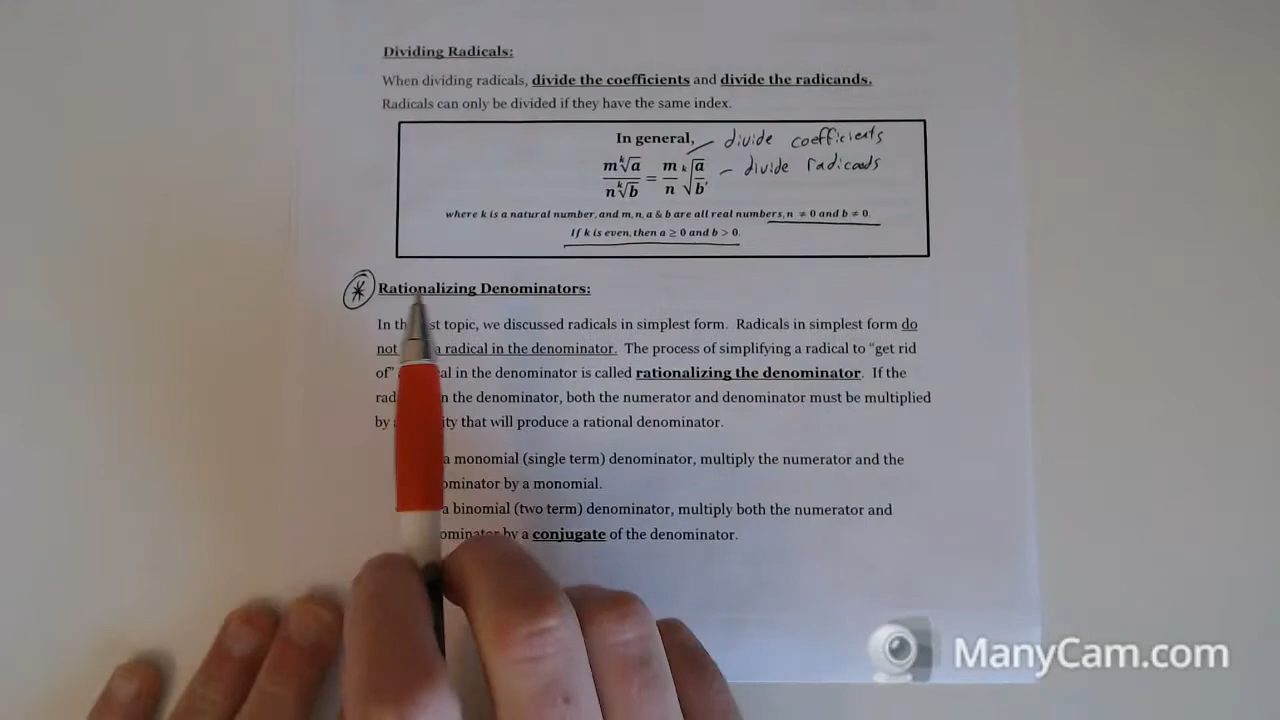 Dividing Radicals:
When dividing radicals, divide the coefficients and divide the radicands.
Radicals can only be divided if they have the same index.
In general, – divide coefficients
m ᵏ√a / n ᵏ√b = m/n ᵏ√a/b, – divide radicands
where k is a natural number, and m, n, a & b are all real numbers, n ≠ 0 and b ≠ 0.
If k is even, then a ≥ 0 and b > 0.
* Rationalizing Denominators:
In th st topic, we discussed radicals in simplest form. Radicals in simplest form do
not a radical in the denominator. The process of simplifying a radical to “get rid
of” al in the denominator is called rationalizing the denominator. If the
rad n the denominator, both the numerator and denominator must be multiplied
by ity that will produce a rational denominator.
a monomial (single term) denominator, multiply the numerator and the
ominator by a monomial.
a binomial (two term) denominator, multiply both the numerator and
ominator by a conjugate of the denominator.
ManyCam.com